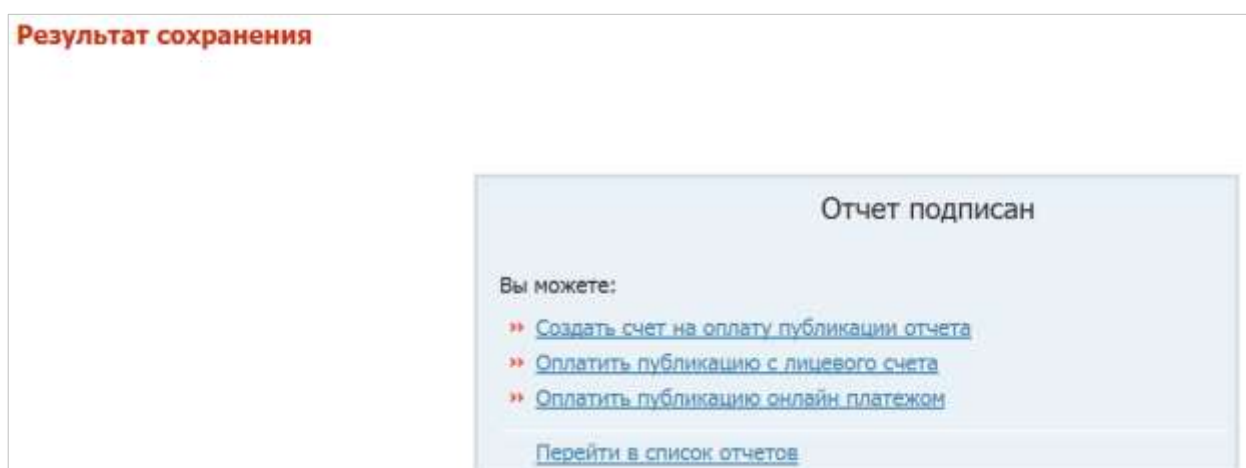 Результат сохранения
Отчет подписан
Вы можете:
» Создать счет на оплату публикации отчета
» Оплатить публикацию с лицевого счета
» Оплатить публикацию онлайн платежом
Перейти в список отчетов